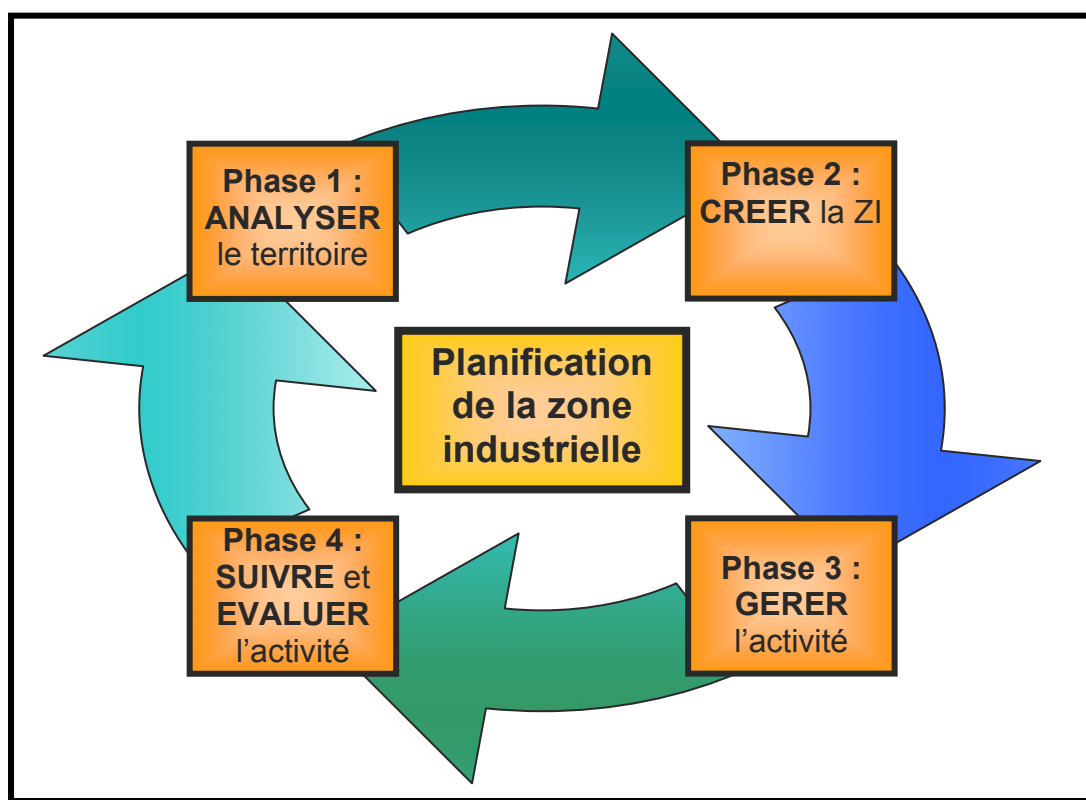 Phase 1 :
ANALYSER
le territoire
Phase 2 :
CREER la ZI
Planification
de la zone
industrielle
Phase 4 :
SUIVRE et
EVALUER
l’activité
Phase 3 :
GERER
l’activité